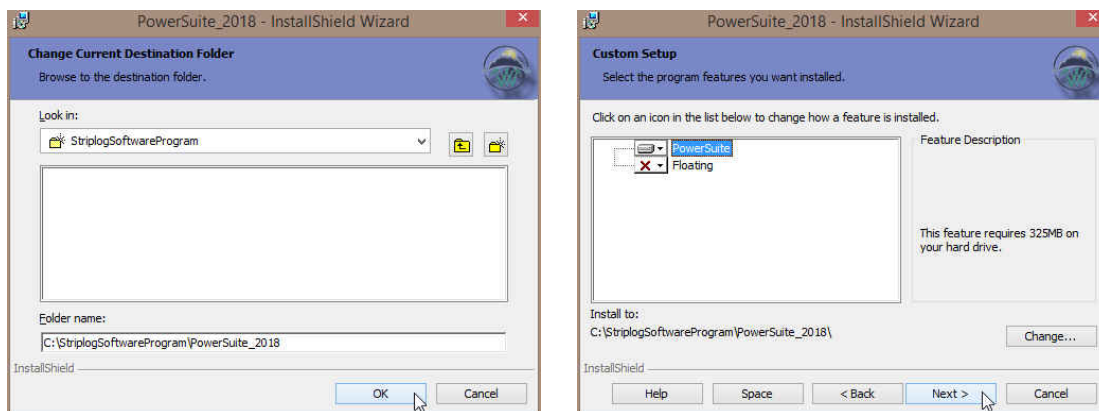 PowerSuite_2018 - InstallShield Wizard
Change Current Destination Folder
Browse to the destination folder.
Look in:
StriplogSoftwareProgram
Folder name:
C:\StriplogSoftwareProgram\PowerSuite_2018
InstallShield
OK
Cancel
PowerSuite_2018 - InstallShield Wizard
Custom Setup
Select the program features you want installed.
Click on an icon in the list below to change how a feature is installed.
PowerSuite
Floating
Feature Description
This feature requires 325MB on
your hard drive.
Install to:
C:\StriplogSoftwareProgram\PowerSuite_2018\
Change...
InstallShield
Help
Space
< Back
Next >
Cancel